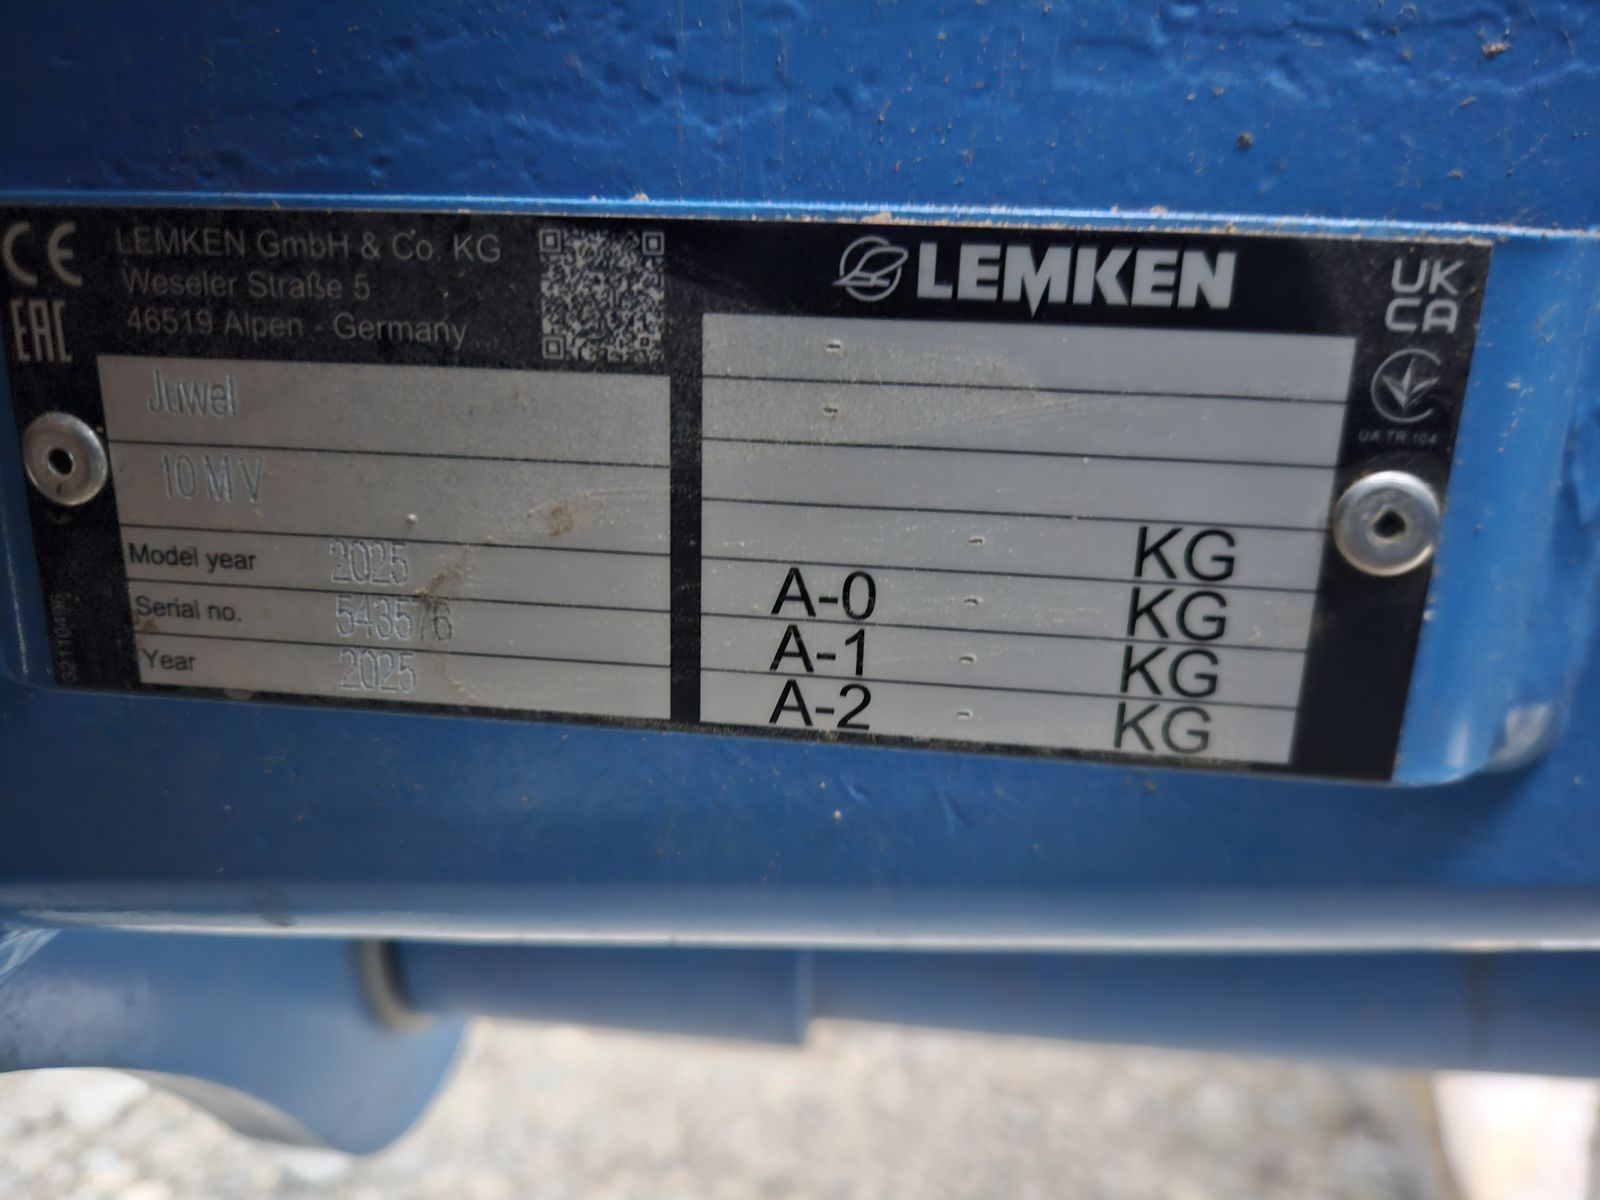 CE
EAC
LEMKEN GmbH & Co. KG
Weseler Straße 5
46519 Alpen - Germany
Juwel
10 M V
Model year 2025
Serial no. 543576
Year 2025
LEMKEN
UK
CA
UA TR 104
-
-
- KG
A-0 - KG
A-1 - KG
A-2 - KG